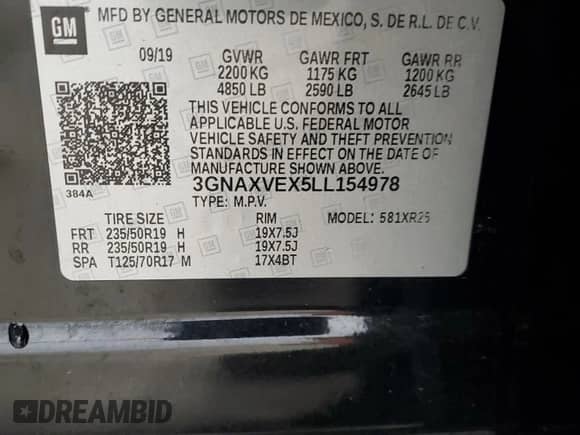 GM MFD BY GENERAL MOTORS DE MEXICO, S. DE R.L. DE C.V.
09/19 GVWR GAWR FRT GAWR RR
2200 KG 1175 KG 1200 KG
4850 LB 2590 LB 2645 LB
THIS VEHICLE CONFORMS TO ALL
APPLICABLE U.S. FEDERAL MOTOR
VEHICLE SAFETY AND THEFT PREVENTION
STANDARDS IN EFFECT ON THE DATE OF
MANUFACTURE SHOWN ABOVE.
384A 3GNAXVEX5LL154978
TYPE: M.P.V.
TIRE SIZE RIM MODEL: 581XR26
FRT 235/50R19 H 19X7.5J
RR 235/50R19 H 19X7.5J
SPA T125/70R17 M 17X4BT
DREAMBID